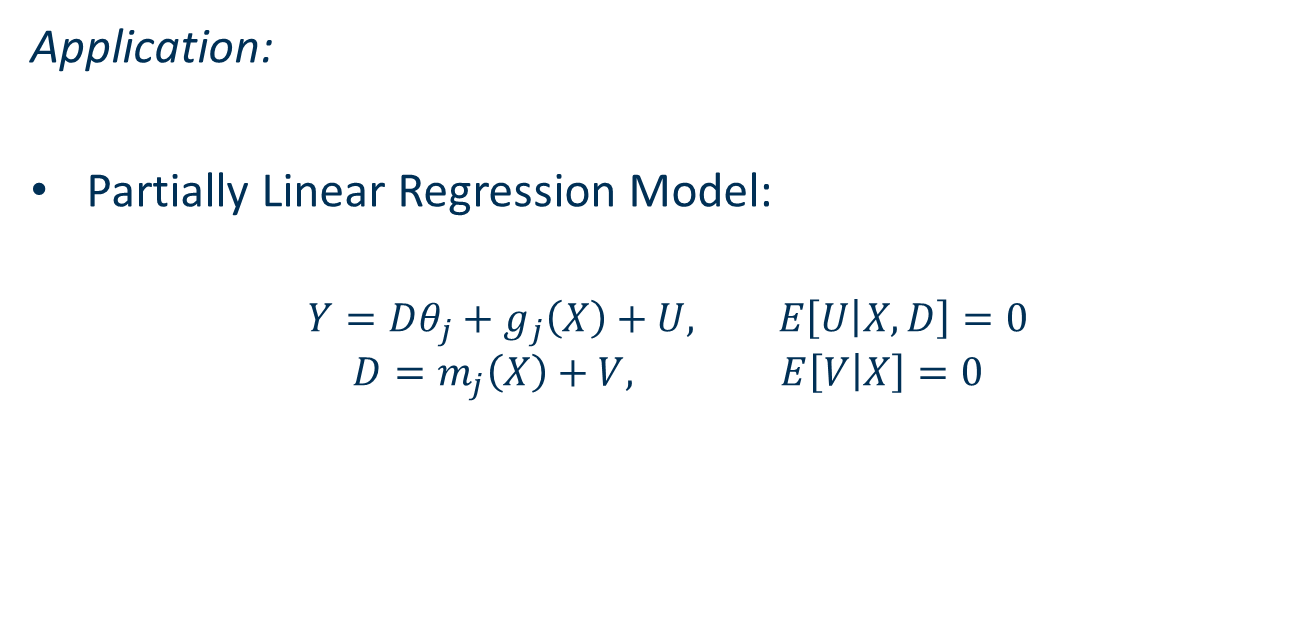 Application:
• Partially Linear Regression Model:
Y = Dθ_j + g_j(X) + U, E[U|X, D] = 0
D = m_j(X) + V, E[V|X] = 0